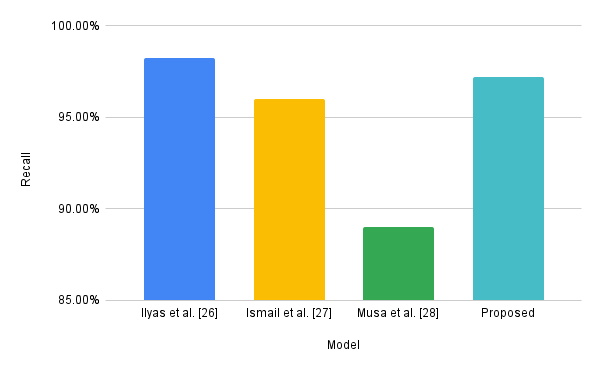 100.00%
95.00%
90.00%
85.00%
Recall
Ilyas et al. [26] Ismail et al. [27] Musa et al. [28] Proposed
Model